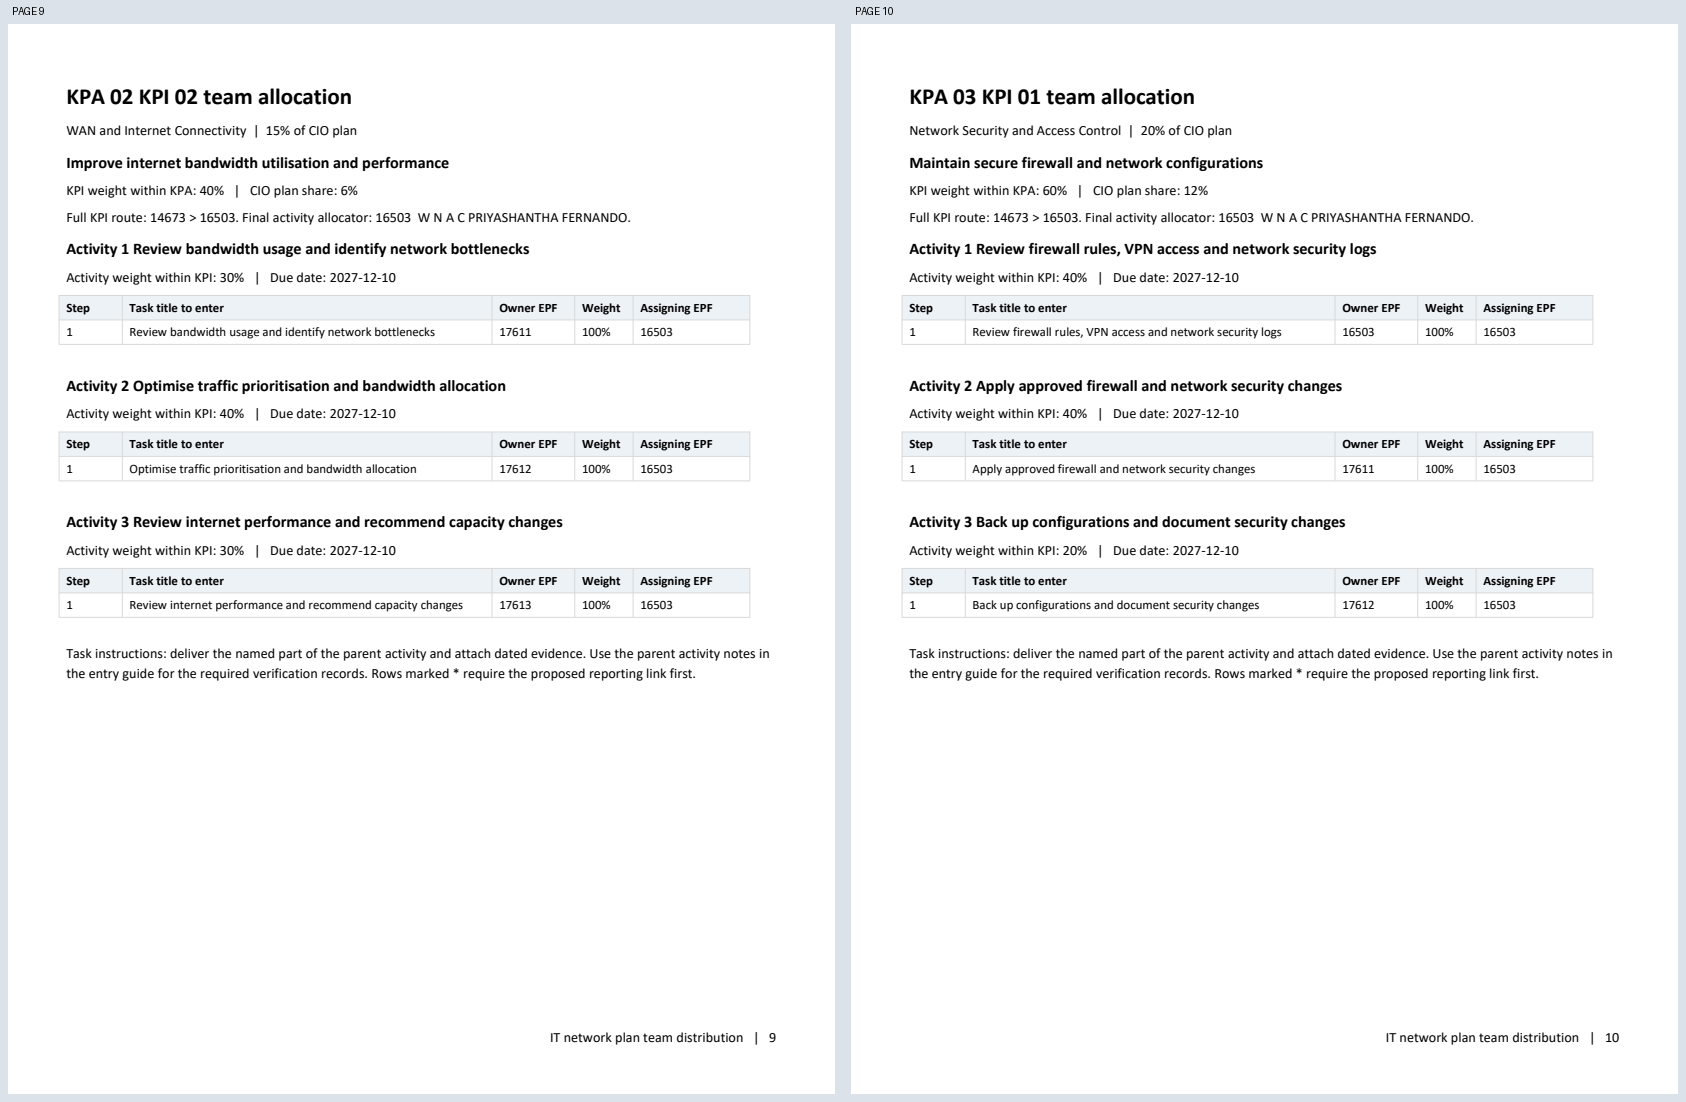 PAGE 9
KPA 02 KPI 02 team allocation
WAN and Internet Connectivity | 15% of CIO plan
Improve internet bandwidth utilisation and performance
KPI weight within KPA: 40% | CIO plan share: 6%
Full KPI route: 14673 > 16503. Final activity allocator: 16503 W N A C PRIYASHANTHA FERNANDO.
Activity 1 Review bandwidth usage and identify network bottlenecks
Activity weight within KPI: 30% | Due date: 2027-12-10
Step Task title to enter Owner EPF Weight Assigning EPF
1 Review bandwidth usage and identify network bottlenecks 17611 100% 16503
Activity 2 Optimise traffic prioritisation and bandwidth allocation
Activity weight within KPI: 40% | Due date: 2027-12-10
Step Task title to enter Owner EPF Weight Assigning EPF
1 Optimise traffic prioritisation and bandwidth allocation 17612 100% 16503
Activity 3 Review internet performance and recommend capacity changes
Activity weight within KPI: 30% | Due date: 2027-12-10
Step Task title to enter Owner EPF Weight Assigning EPF
1 Review internet performance and recommend capacity changes 17613 100% 16503
Task instructions: deliver the named part of the parent activity and attach dated evidence. Use the parent activity notes in
the entry guide for the required verification records. Rows marked * require the proposed reporting link first.
IT network plan team distribution | 9
PAGE 10
KPA 03 KPI 01 team allocation
Network Security and Access Control | 20% of CIO plan
Maintain secure firewall and network configurations
KPI weight within KPA: 60% | CIO plan share: 12%
Full KPI route: 14673 > 16503. Final activity allocator: 16503 W N A C PRIYASHANTHA FERNANDO.
Activity 1 Review firewall rules, VPN access and network security logs
Activity weight within KPI: 40% | Due date: 2027-12-10
Step Task title to enter Owner EPF Weight Assigning EPF
1 Review firewall rules, VPN access and network security logs 16503 100% 16503
Activity 2 Apply approved firewall and network security changes
Activity weight within KPI: 40% | Due date: 2027-12-10
Step Task title to enter Owner EPF Weight Assigning EPF
1 Apply approved firewall and network security changes 17611 100% 16503
Activity 3 Back up configurations and document security changes
Activity weight within KPI: 20% | Due date: 2027-12-10
Step Task title to enter Owner EPF Weight Assigning EPF
1 Back up configurations and document security changes 17612 100% 16503
Task instructions: deliver the named part of the parent activity and attach dated evidence. Use the parent activity notes in
the entry guide for the required verification records. Rows marked * require the proposed reporting link first.
IT network plan team distribution | 10